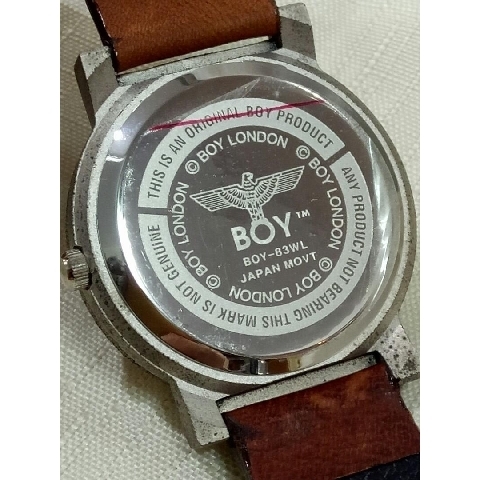 THIS IS AN ORIGINAL BOY PRODUCT
ANY PRODUCT NOT BEARING THIS MARK IS NOT GENUINE
© BOY LONDON
© BOY LONDON
© BOY LONDON
© BOY LONDON
BOY™
BOY-83WL
JAPAN MOVT